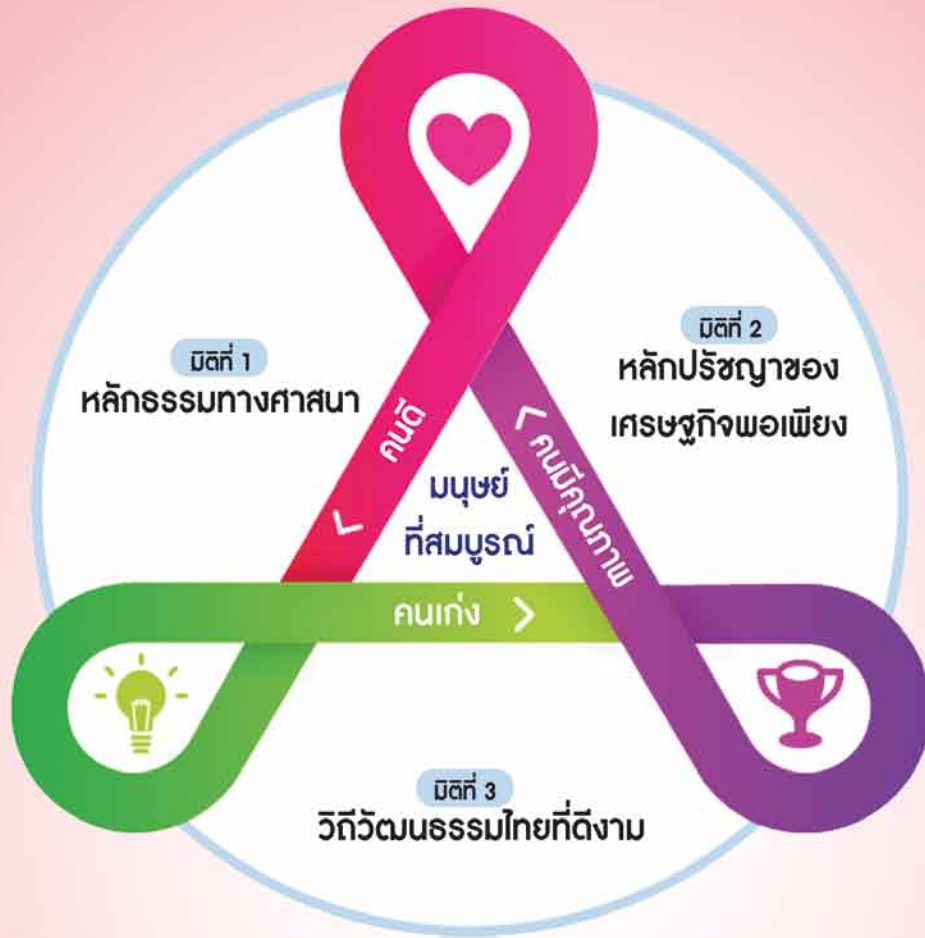 มิติที่ 1
หลักธรรมทางศาสนา
มิติที่ 2
หลักปรัชญาของ
เศรษฐกิจพอเพียง
คนดี
คนมีคุณภาพ
มนุษย์
ที่สมบูรณ์
คนเก่ง
มิติที่ 3
วิถีวัฒนธรรมไทยที่ดีงาม